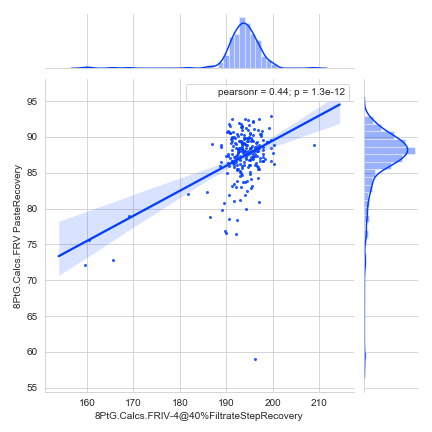 pearsonr = 0.44; p = 1.3e-12
95
90
85
80
75
70
65
60
55
8PtG.Calcs.FRV PasteRecovery
160 170 180 190 200 210
8PtG.Calcs.FRIV-4@40%FiltrateStepRecovery